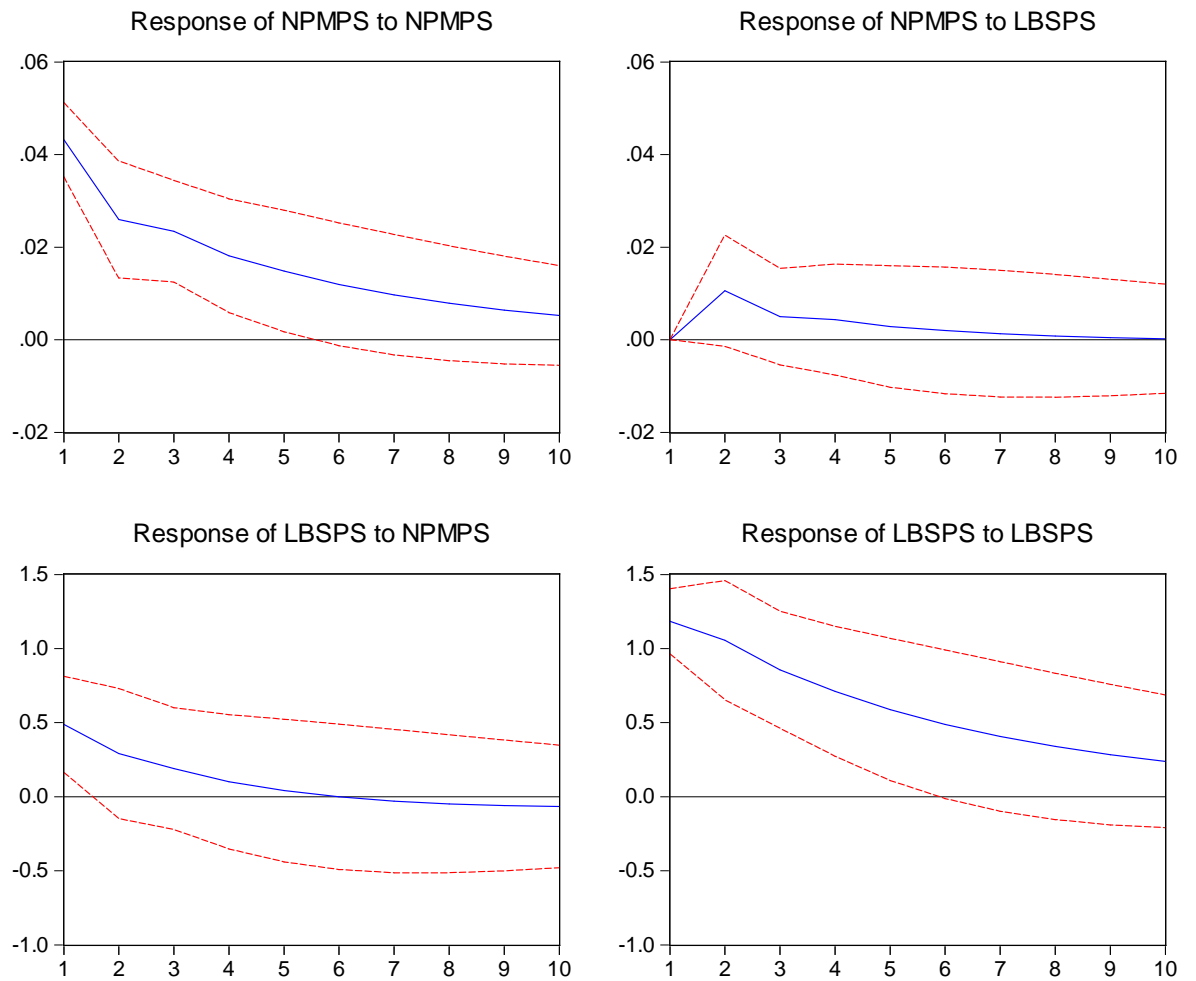 Response of NPMPS to NPMPS
.06
.04
.02
.00
-.02
1 2 3 4 5 6 7 8 9 10
Response of NPMPS to LBSPS
.06
.04
.02
.00
-.02
1 2 3 4 5 6 7 8 9 10
Response of LBSPS to NPMPS
1.5
1.0
0.5
0.0
-0.5
-1.0
1 2 3 4 5 6 7 8 9 10
Response of LBSPS to LBSPS
1.5
1.0
0.5
0.0
-0.5
-1.0
1 2 3 4 5 6 7 8 9 10